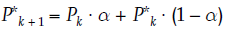 P*ₖ₊₁ = Pₖ · α + P*ₖ · (1 − α)